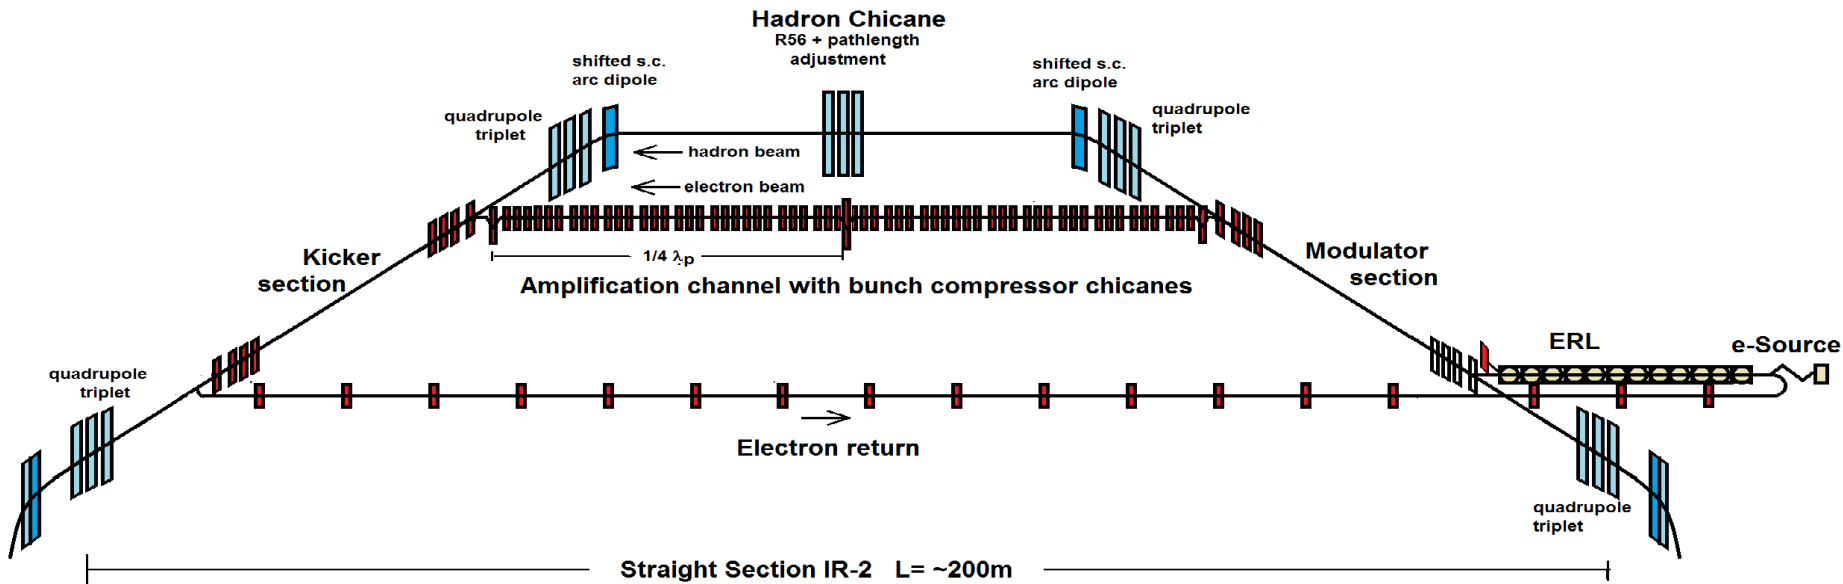 Hadron Chicane
R56 + pathlength
adjustment
shifted s.c.
arc dipole
shifted s.c.
arc dipole
quadrupole
triplet
quadrupole
triplet
hadron beam
electron beam
Kicker
section
1/4 λp
Modulator
section
Amplification channel with bunch compressor chicanes
ERL
e-Source
quadrupole
triplet
Electron return
quadrupole
triplet
Straight Section IR-2 L= ~200m